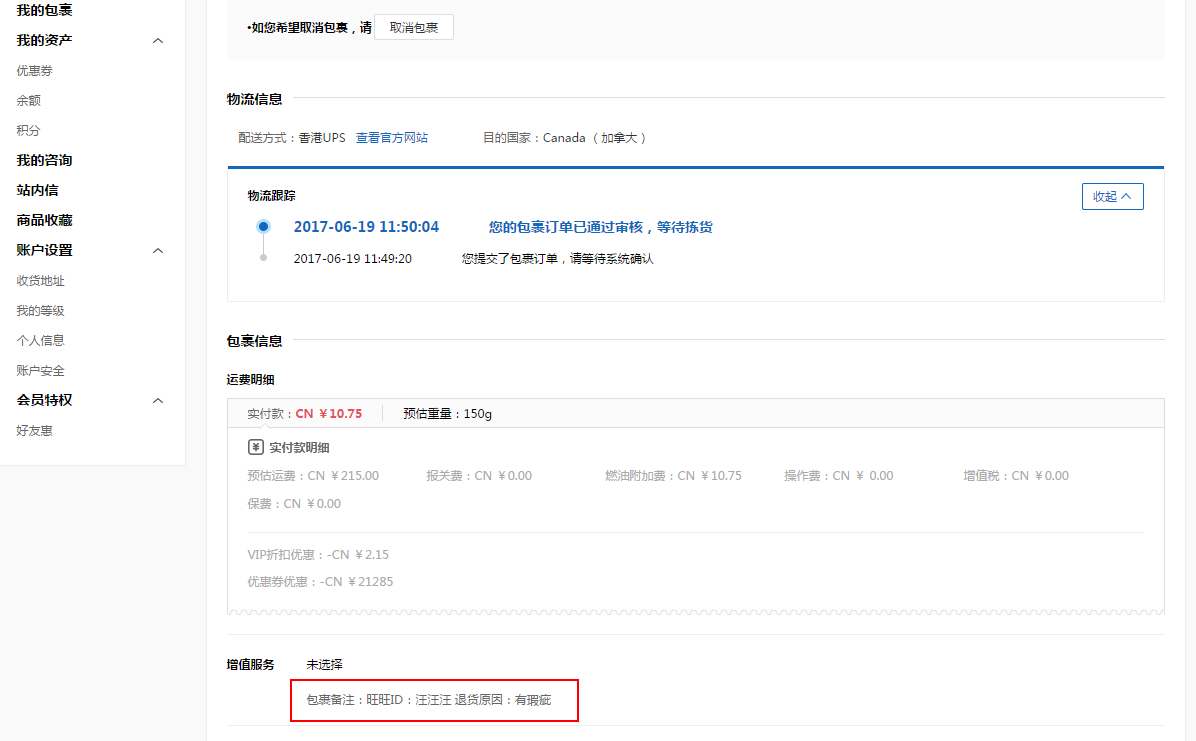 我的包裹
我的资产
优惠券
余额
积分
我的咨询
站内信
商品收藏
账户设置
收货地址
我的等级
个人信息
账户安全
会员特权
好友惠
•如您希望取消包裹，请 取消包裹
物流信息
配送方式：香港UPS 查看官方网站 目的国家：Canada （加拿大）
物流跟踪 收起
2017-06-19 11:50:04 您的包裹订单已通过审核，等待拣货
2017-06-19 11:49:20 您提交了包裹订单，请等待系统确认
包裹信息
运费明细
实付款：CN ￥10.75 预估重量：150g
¥ 实付款明细
预估运费：CN ￥215.00 报关费：CN ￥0.00 燃油附加费：CN ￥10.75 操作费：CN ￥ 0.00 增值税：CN ￥0.00
保费：CN ￥0.00
VIP折扣优惠：-CN ￥2.15
优惠券优惠：-CN ￥21285
增值服务 未选择
包裹备注：旺旺ID：汪汪汪 退货原因：有瑕疵